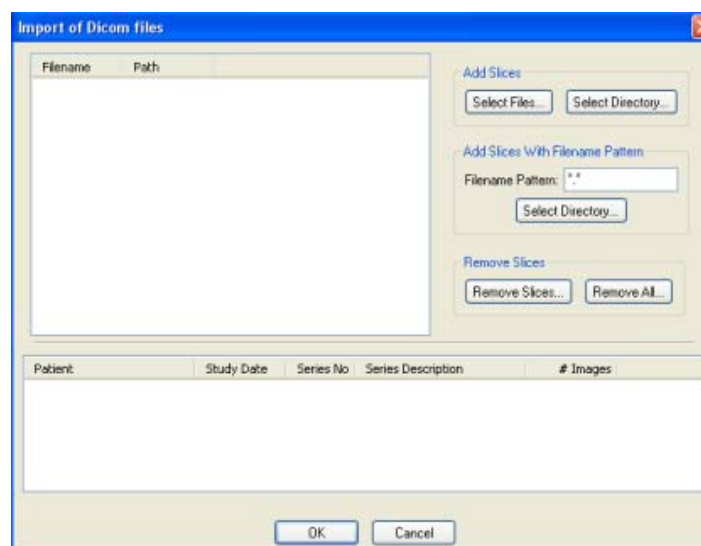 Import of Dicom files
Filename Path
Add Slices
Select Files... Select Directory...
Add Slices With Filename Pattern
Filename Pattern: *.*
Select Directory...
Remove Slices
Remove Slices... Remove All...
Patient Study Date Series No Series Description # Images
OK Cancel